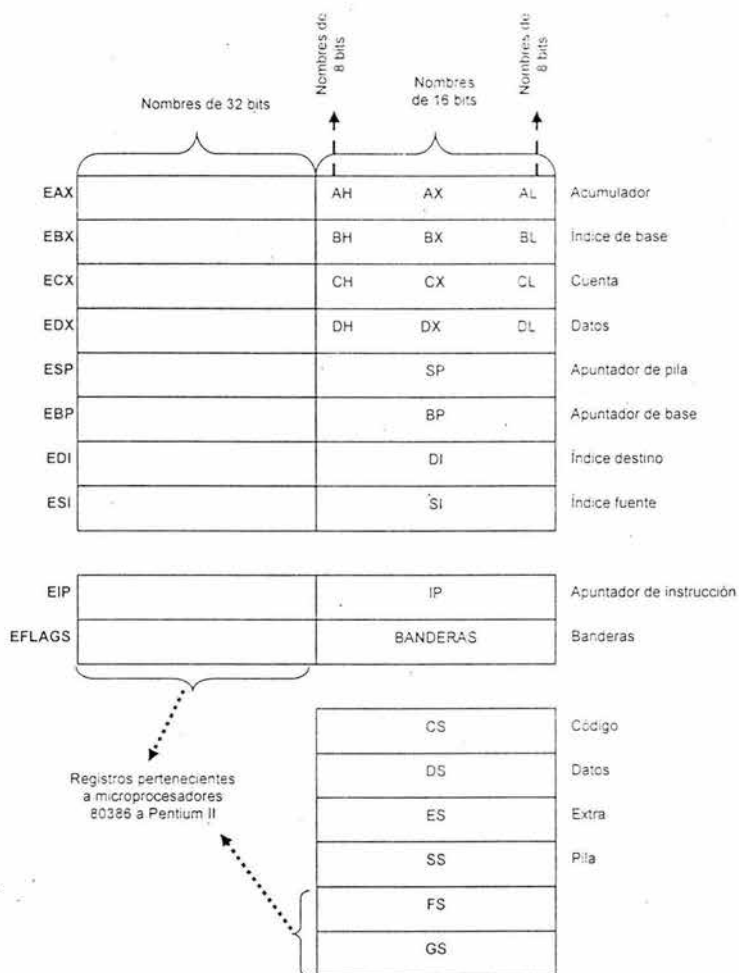 Nombres de 32 bits
Nombres de
8 bits
Nombres
de 16 bits
Nombres de
8 bits
EAX AH AX AL Acumulador
EBX BH BX BL Índice de base
ECX CH CX CL Cuenta
EDX DH DX DL Datos
ESP SP Apuntador de pila
EBP BP Apuntador de base
EDI DI Índice destino
ESI SI Índice fuente
EIP IP Apuntador de instrucción
EFLAGS BANDERAS Banderas
CS Código
DS Datos
ES Extra
SS Pila
FS
GS
Registros pertenecientes
a microprocesadores
80386 a Pentium II